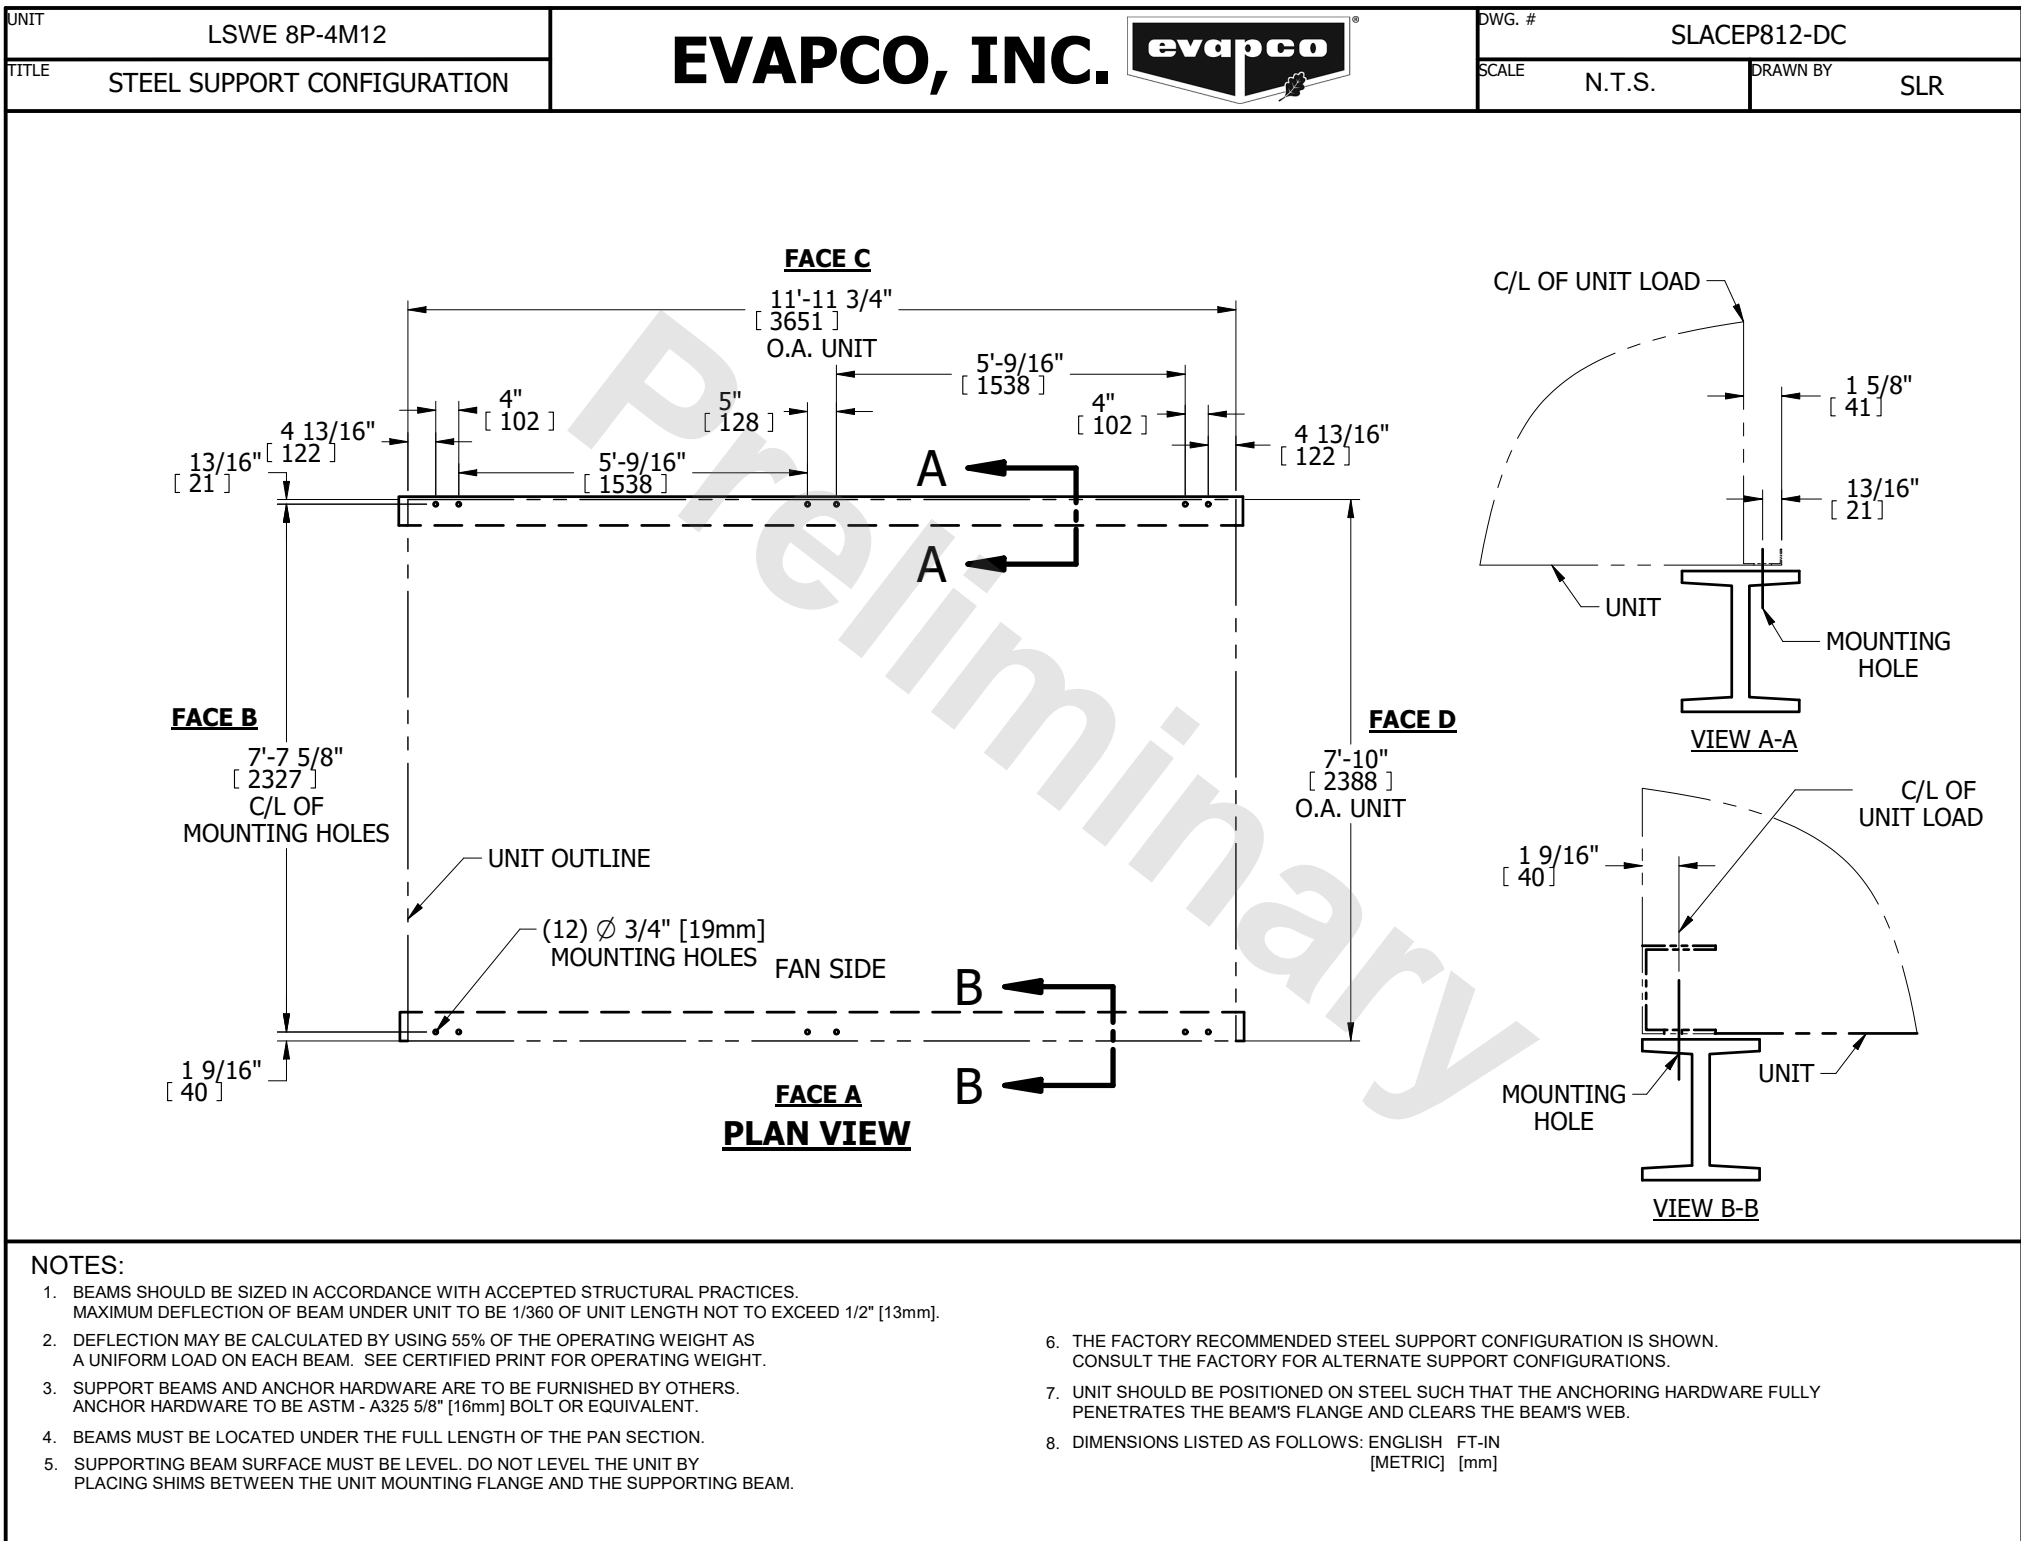 UNIT
LSWE 8P-4M12
TITLE
STEEL SUPPORT CONFIGURATION
EVAPCO, INC.
evapco®
DWG. #
SLACEP812-DC
SCALE
N.T.S.
DRAWN BY
SLR
FACE C
11'-11 3/4"
[ 3651 ]
O.A. UNIT
5'-9/16"
[ 1538 ]
4"
[ 102 ]
5"
[ 128 ]
4"
[ 102 ]
4 13/16"
[ 122 ]
4 13/16"
[ 122 ]
13/16"
[ 21 ]
5'-9/16"
[ 1538 ]
A
A
FACE B
7'-7 5/8"
[ 2327 ]
C/L OF
MOUNTING HOLES
FACE D
7'-10"
[ 2388 ]
O.A. UNIT
UNIT OUTLINE
(12) Ø 3/4" [19mm]
MOUNTING HOLES
FAN SIDE
B
B
1 9/16"
[ 40 ]
FACE A
PLAN VIEW
Preliminary
C/L OF UNIT LOAD
1 5/8"
[ 41]
13/16"
[ 21]
UNIT
MOUNTING
HOLE
VIEW A-A
C/L OF
UNIT LOAD
1 9/16"
[ 40]
UNIT
MOUNTING
HOLE
VIEW B-B
NOTES:
1. BEAMS SHOULD BE SIZED IN ACCORDANCE WITH ACCEPTED STRUCTURAL PRACTICES.
MAXIMUM DEFLECTION OF BEAM UNDER UNIT TO BE 1/360 OF UNIT LENGTH NOT TO EXCEED 1/2" [13mm].
2. DEFLECTION MAY BE CALCULATED BY USING 55% OF THE OPERATING WEIGHT AS
A UNIFORM LOAD ON EACH BEAM. SEE CERTIFIED PRINT FOR OPERATING WEIGHT.
3. SUPPORT BEAMS AND ANCHOR HARDWARE ARE TO BE FURNISHED BY OTHERS.
ANCHOR HARDWARE TO BE ASTM - A325 5/8" [16mm] BOLT OR EQUIVALENT.
4. BEAMS MUST BE LOCATED UNDER THE FULL LENGTH OF THE PAN SECTION.
5. SUPPORTING BEAM SURFACE MUST BE LEVEL. DO NOT LEVEL THE UNIT BY
PLACING SHIMS BETWEEN THE UNIT MOUNTING FLANGE AND THE SUPPORTING BEAM.
6. THE FACTORY RECOMMENDED STEEL SUPPORT CONFIGURATION IS SHOWN.
CONSULT THE FACTORY FOR ALTERNATE SUPPORT CONFIGURATIONS.
7. UNIT SHOULD BE POSITIONED ON STEEL SUCH THAT THE ANCHORING HARDWARE FULLY
PENETRATES THE BEAM'S FLANGE AND CLEARS THE BEAM'S WEB.
8. DIMENSIONS LISTED AS FOLLOWS: ENGLISH FT-IN
[METRIC] [mm]